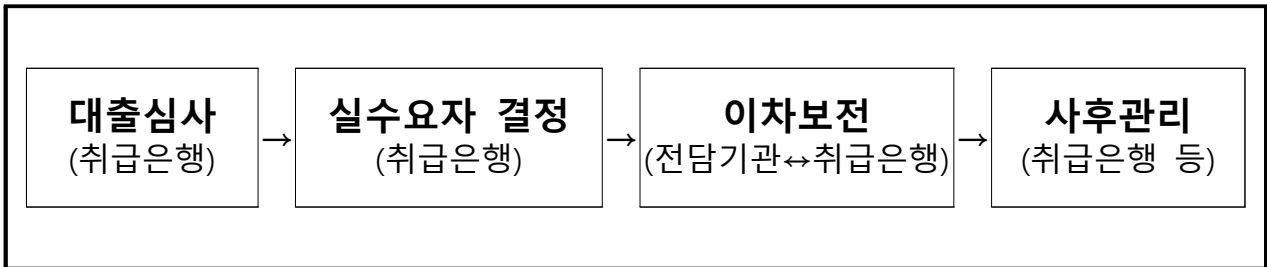 대출심사
(취급은행)
→
실수요자 결정
(취급은행)
→
이차보전
(전담기관↔취급은행)
→
사후관리
(취급은행 등)